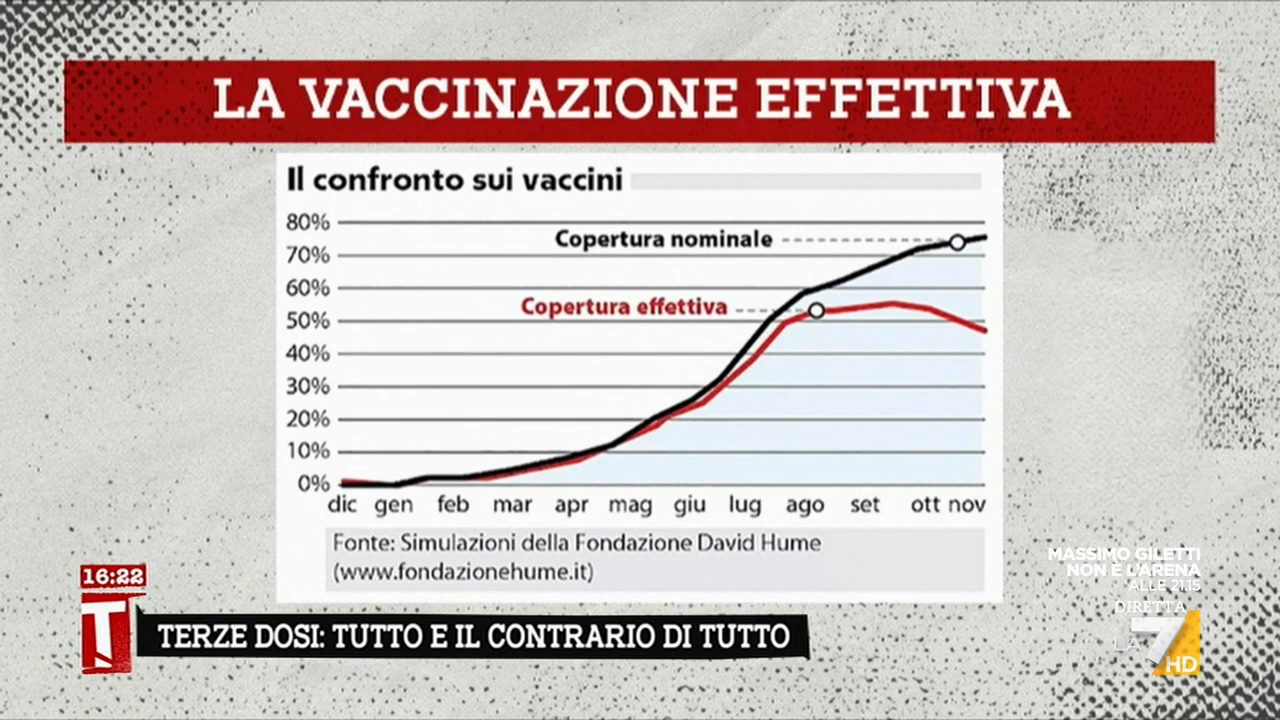 LA VACCINAZIONE EFFETTIVA
Il confronto sui vaccini
80%
70%
60%
50%
40%
30%
20%
10%
0%
Copertura nominale
Copertura effettiva
dic gen feb mar apr mag giu lug ago set ott nov
Fonte: Simulazioni della Fondazione David Hume
(www.fondazionehume.it)
16:22
T
TERZE DOSI: TUTTO E IL CONTRARIO DI TUTTO
MASSIMO GILETTI
NON È L'ARENA
ALLE 21.15
DIRETTA
LA 7
HD